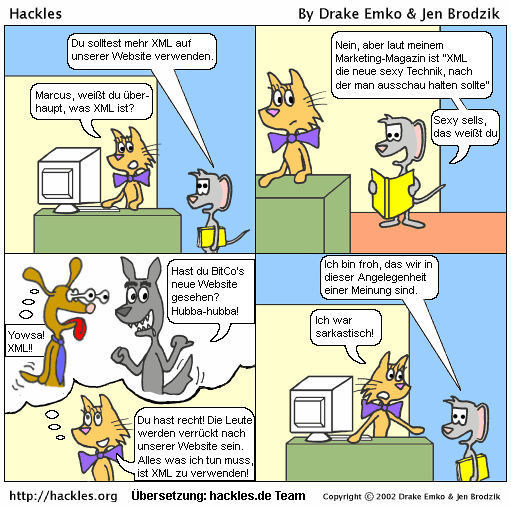 Hackles By Drake Emko & Jen Brodzik
Du solltest mehr XML auf
unserer Website verwenden.
Marcus, weißt du über-
haupt, was XML ist?
Nein, aber laut meinem
Marketing-Magazin ist "XML
die neue sexy Technik, nach
der man ausschau halten sollte"
Sexy sells,
das weißt du
Hast du BitCo's
neue Website
gesehen?
Hubba-hubba!
Yowsa!
XML!!
Du hast recht! Die Leute
werden verrückt nach
unserer Website sein.
Alles was ich tun muss,
ist XML zu verwenden!
Ich bin froh, das wir in
dieser Angelegenheit
einer Meinung sind.
Ich war
sarkastisch!
http://hackles.org Übersetzung: hackles.de Team Copyright © 2002 Drake Emko & Jen Brodzik